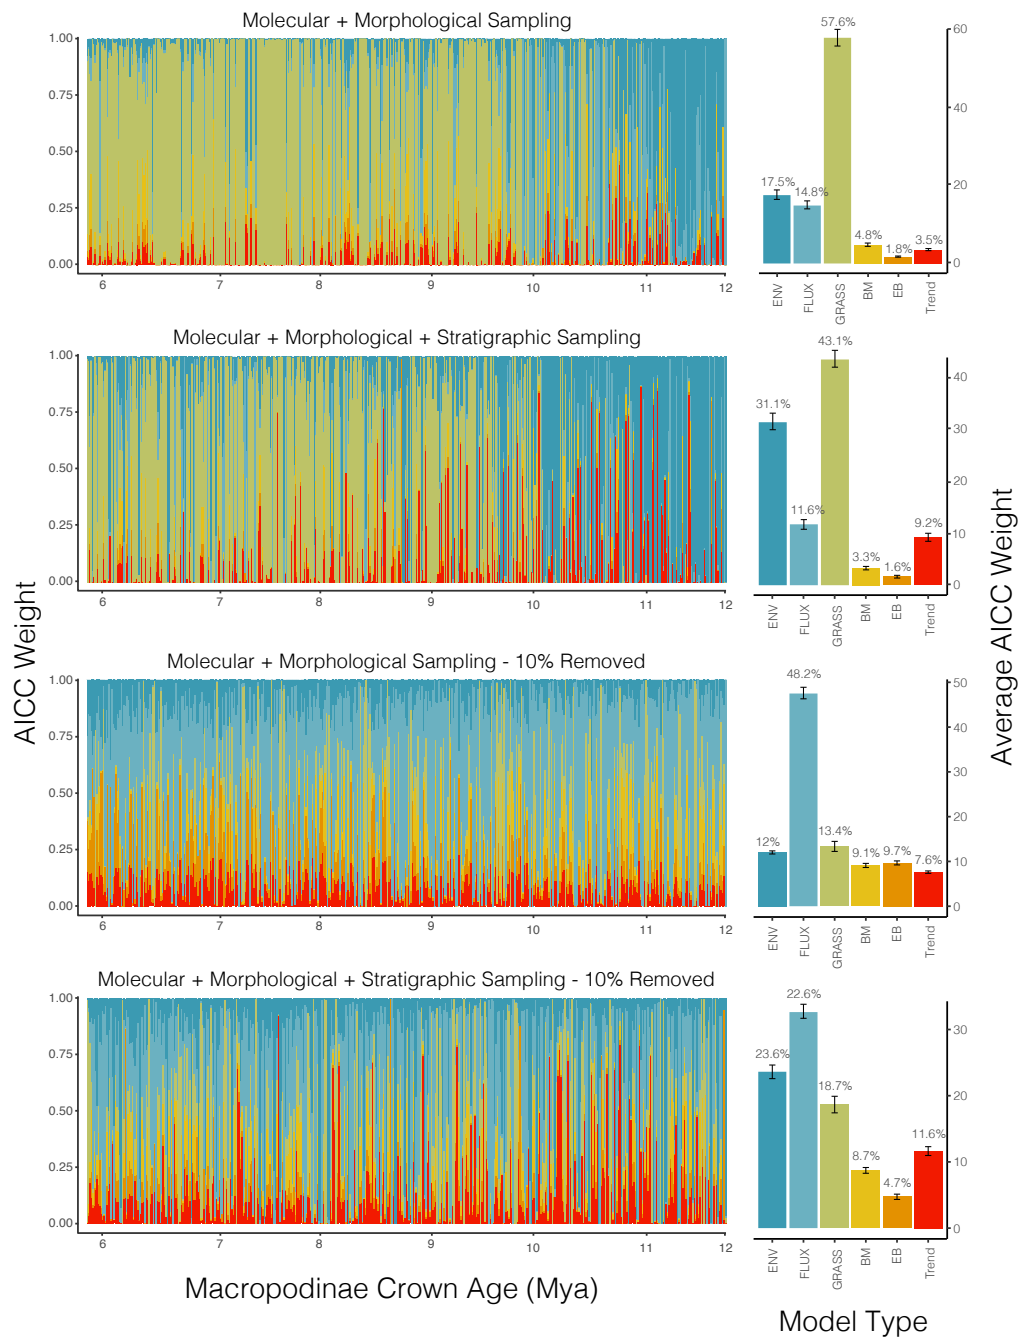 Molecular + Morphological Sampling
1.00
0.75
0.50
0.25
0.00
6
7
8
9
10
11
12
57.6%
17.5%
14.8%
4.8%
1.8%
3.5%
60
40
20
0
ENV
FLUX
GRASS
BM
EB
Trend
Molecular + Morphological + Stratigraphic Sampling
1.00
0.75
0.50
0.25
0.00
6
7
8
9
10
11
12
43.1%
31.1%
11.6%
3.3%
1.6%
9.2%
40
30
20
10
0
ENV
FLUX
GRASS
BM
EB
Trend
AICC Weight
Average AICC Weight
Molecular + Morphological Sampling - 10% Removed
1.00
0.75
0.50
0.25
0.00
6
7
8
9
10
11
12
48.2%
12%
13.4%
9.1%
9.7%
7.6%
50
40
30
20
10
0
ENV
FLUX
GRASS
BM
EB
Trend
Molecular + Morphological + Stratigraphic Sampling - 10% Removed
1.00
0.75
0.50
0.25
0.00
6
7
8
9
10
11
12
22.6%
23.6%
18.7%
8.7%
4.7%
11.6%
30
20
10
0
ENV
FLUX
GRASS
BM
EB
Trend
Macropodinae Crown Age (Mya)
Model Type